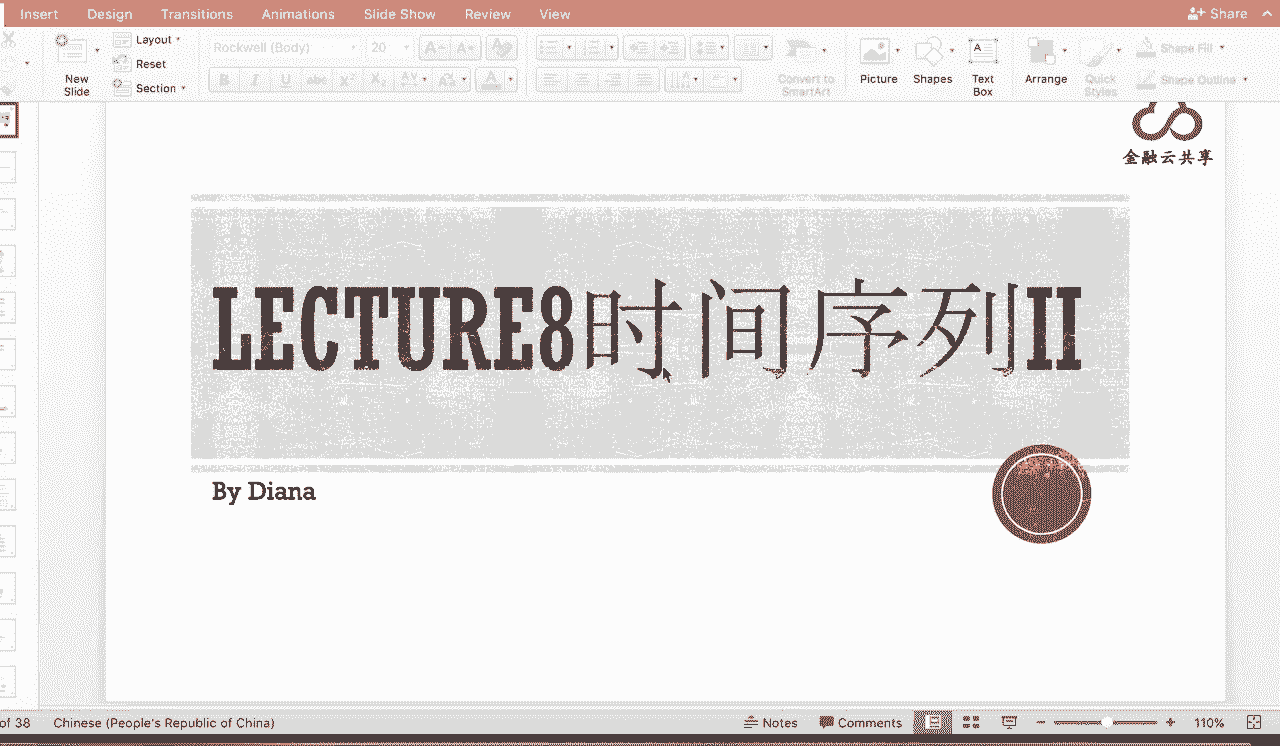 Insert Design Transitions Animations Slide Show Review View Share
Layout
Reset
Section
New
Slide
Rockwell (Body) 20
Convert to
SmartArt
Picture
Shapes
Text
Box
Arrange
Quick
Styles
Shape Fill
Shape Outline
金融云共享
LECTURE8时间序列II
By Diana
of 38 Chinese (People's Republic of China) Notes Comments 110%